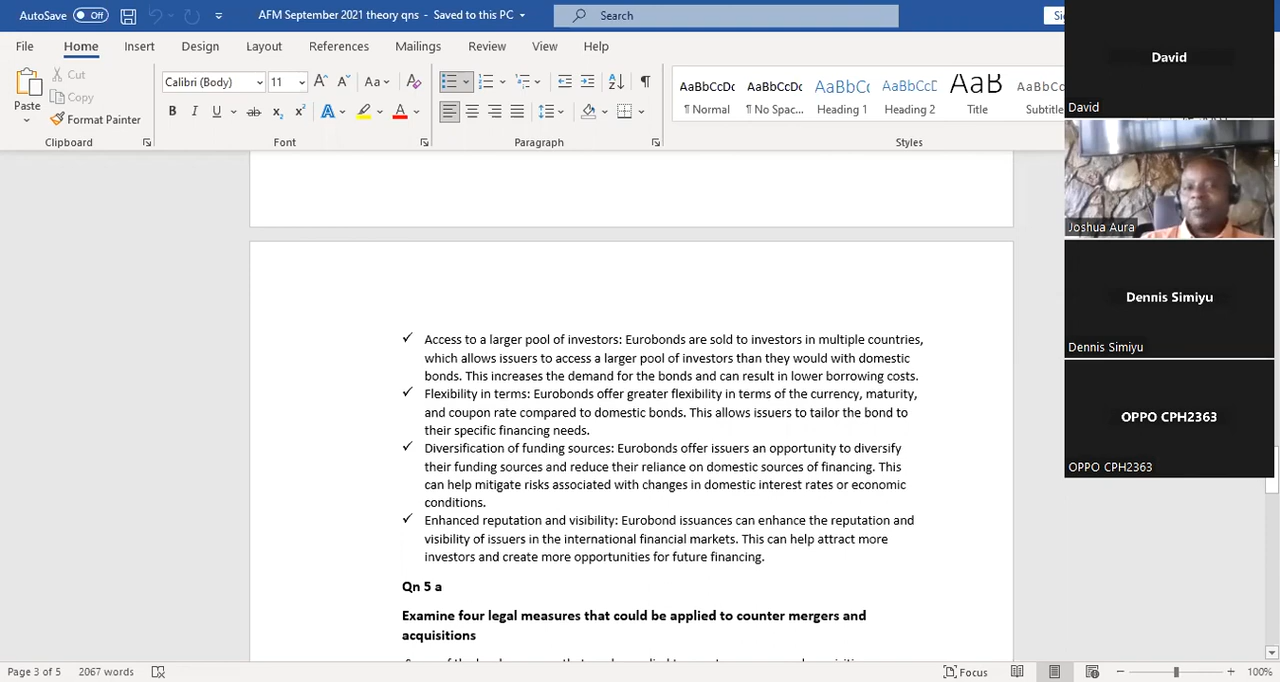 AutoSave Off AFM September 2021 theory qns - Saved to this PC Search
File Home Insert Design Layout References Mailings Review View Help
Paste Cut Copy Format Painter
Calibri (Body) 11 Aa
B I U ab x2 x2 A A
AaBbCcDc AaBbCcDc AaBbCc AaBbCcD AaB AaBbCcD
¶ Normal ¶ No Spac... Heading 1 Heading 2 Title Subtitle
Clipboard Font Paragraph Styles
✓ Access to a larger pool of investors: Eurobonds are sold to investors in multiple countries,
which allows issuers to access a larger pool of investors than they would with domestic
bonds. This increases the demand for the bonds and can result in lower borrowing costs.
✓ Flexibility in terms: Eurobonds offer greater flexibility in terms of the currency, maturity,
and coupon rate compared to domestic bonds. This allows issuers to tailor the bond to
their specific financing needs.
✓ Diversification of funding sources: Eurobonds offer issuers an opportunity to diversify
their funding sources and reduce their reliance on domestic sources of financing. This
can help mitigate risks associated with changes in domestic interest rates or economic
conditions.
✓ Enhanced reputation and visibility: Eurobond issuances can enhance the reputation and
visibility of issuers in the international financial markets. This can help attract more
investors and create more opportunities for future financing.
Qn 5 a
Examine four legal measures that could be applied to counter mergers and
acquisitions
David
David
Joshua Aura
Dennis Simiyu
Dennis Simiyu
OPPO CPH2363
OPPO CPH2363
Page 3 of 5 2067 words Focus 100%